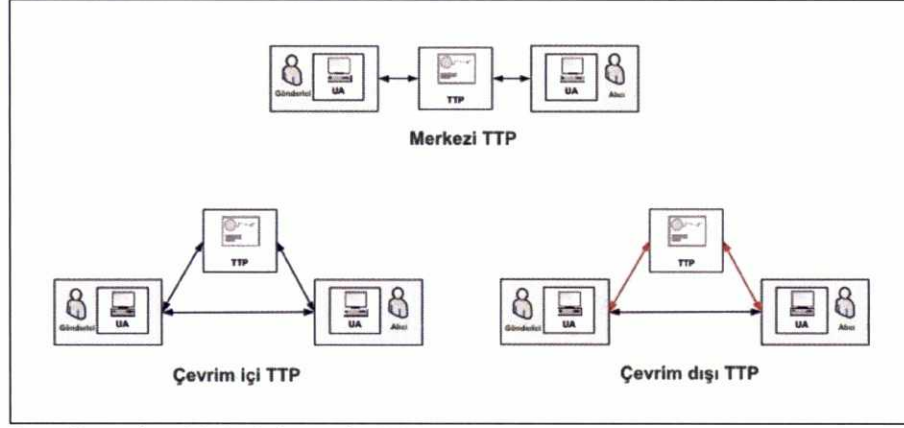 Gönderici
UA
TTP
UA
Alıcı
Merkezi TTP
TTP
Gönderici
UA
UA
Alıcı
Çevrim içi TTP
TTP
Gönderici
UA
UA
Alıcı
Çevrim dışı TTP